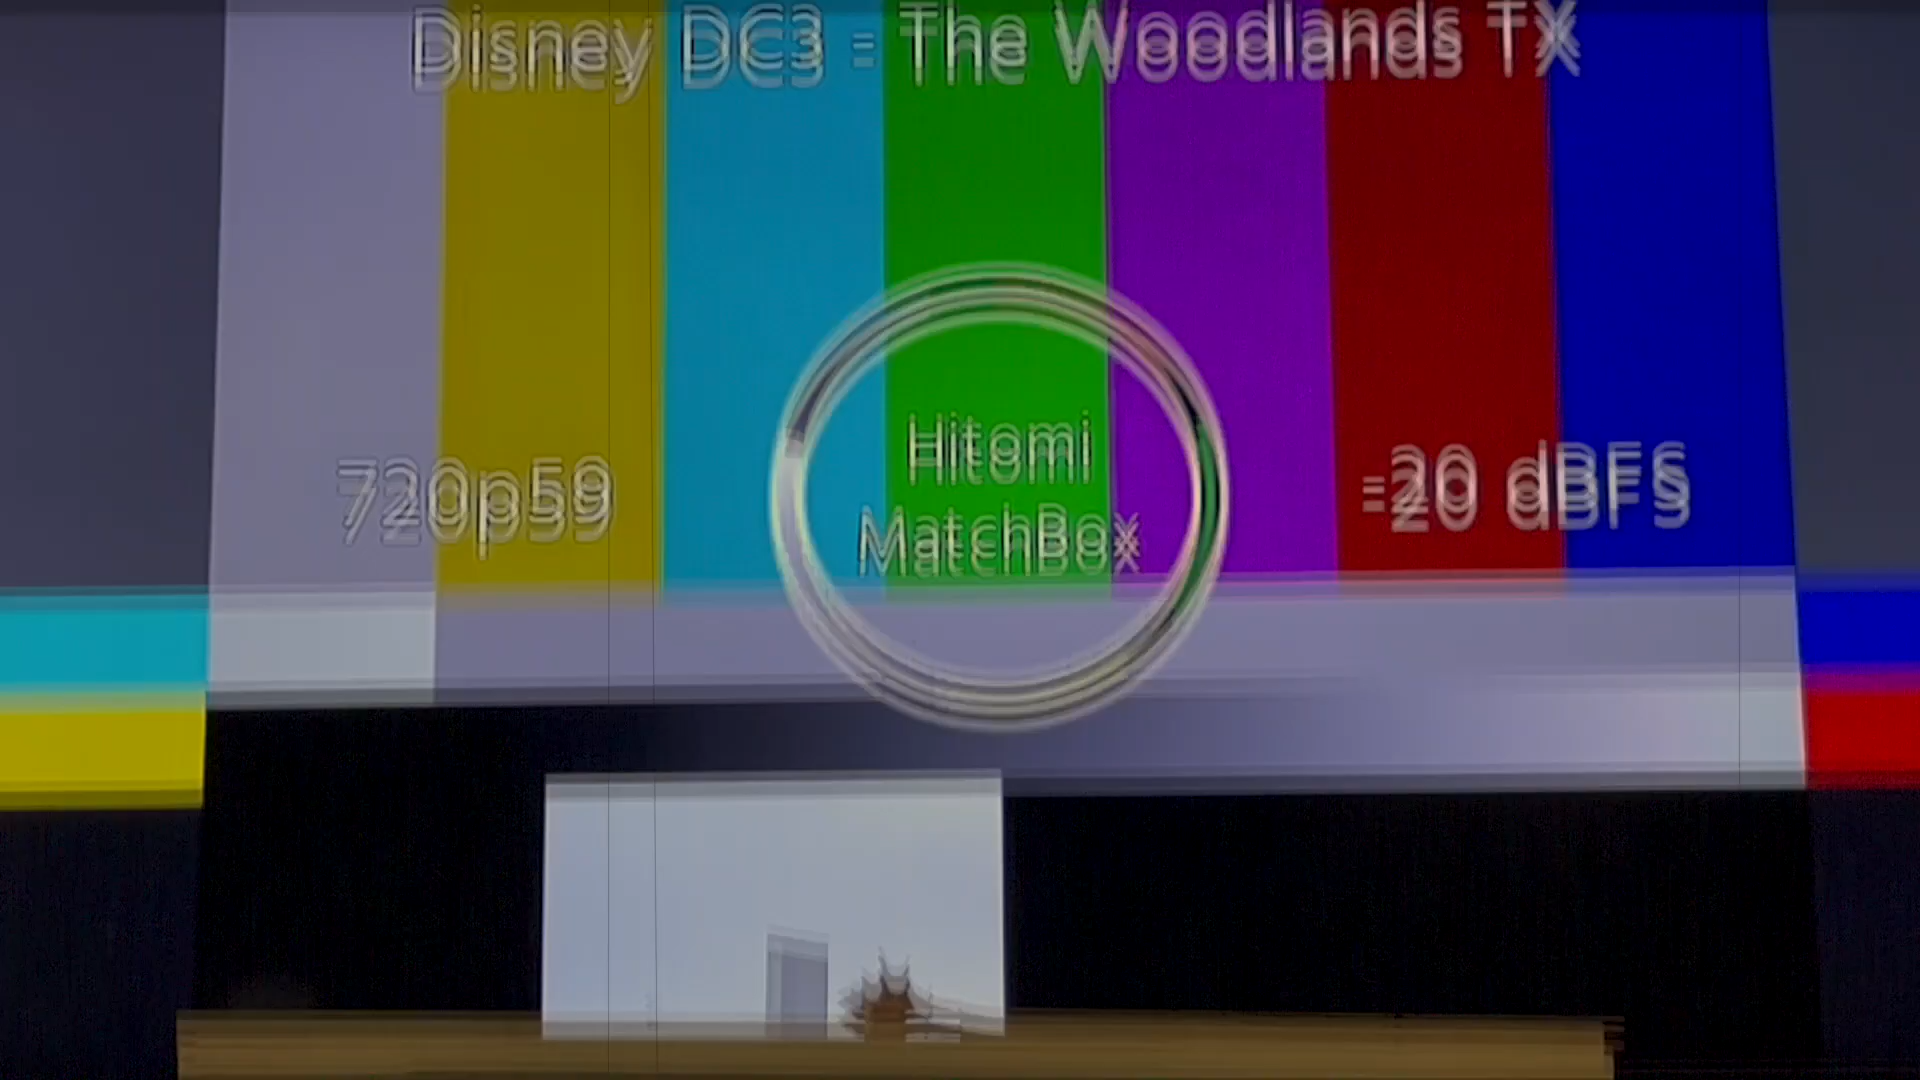 Disney DC3 - The Woodlands TX
Hitomi
720p59
-20 dBFS
MatchBox